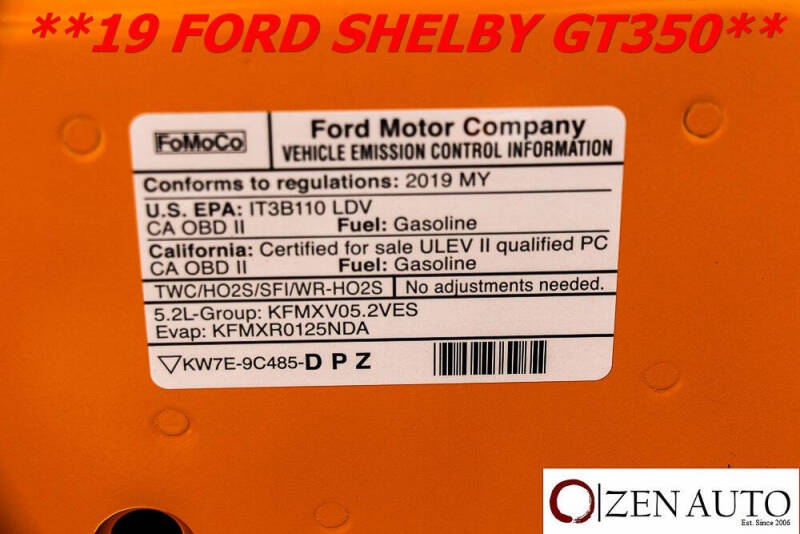 **19 FORD SHELBY GT350**
FoMoCo
Ford Motor Company
VEHICLE EMISSION CONTROL INFORMATION
Conforms to regulations: 2019 MY
U.S. EPA: IT3B110 LDV
CA OBD II Fuel: Gasoline
California: Certified for sale ULEV II qualified PC
CA OBD II Fuel: Gasoline
TWC/HO2S/SFI/WR-HO2S No adjustments needed.
5.2L-Group: KFMXV05.2VES
Evap: KFMXR0125NDA
▽KW7E-9C485-D P Z
ZEN AUTO
Est. Since 2006